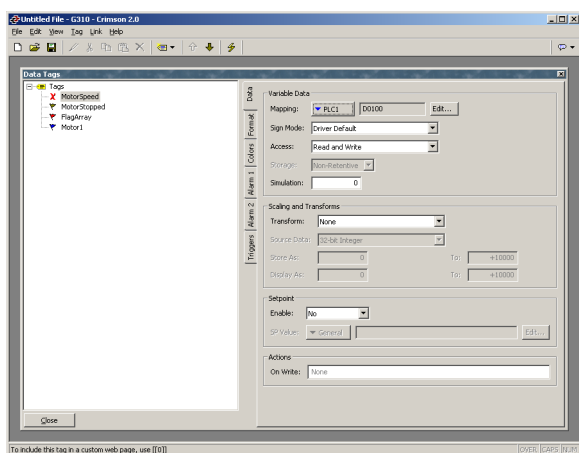 Untitled File - G310 - Crimson 2.0
File Edit View Tag Link Help
Data Tags
Tags
MotorSpeed
MotorStopped
FlagArray
Motor1
Data
Format
Colors
Alarm 1
Alarm 2
Triggers
Variable Data
Mapping: PLC1 D0100 Edit...
Sign Mode: Driver Default
Access: Read and Write
Storage: Non-Retentive
Simulation: 0
Scaling and Transforms
Transform: None
Source Data: 32-bit Integer
Store As: 0 To: +10000
Display As: 0 To: +10000
Setpoint
Enable: No
SP Value: General Edit...
Actions
On Write: None
Close
To include this tag in a custom web page, use [[0]]
OVER CAPS NUM